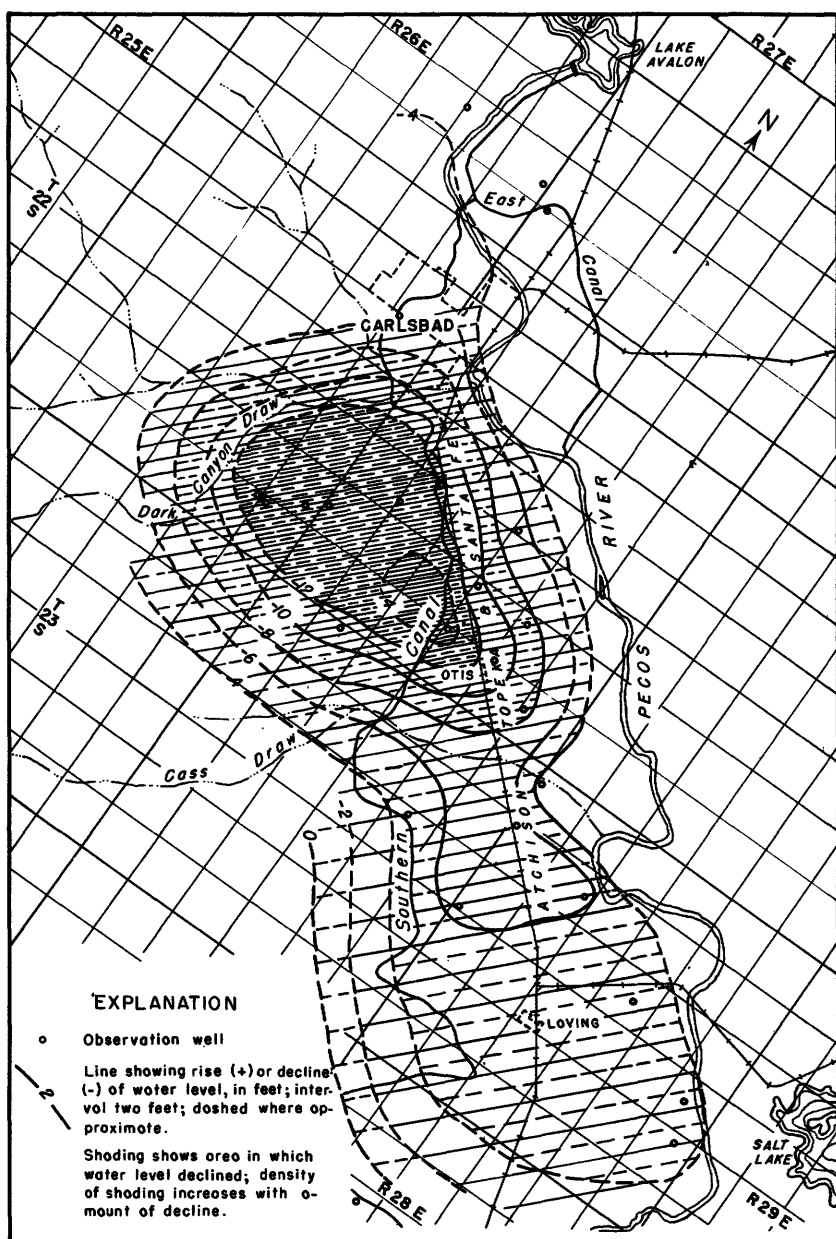 R25E
R26E
R27E
LAKE
AVALON
-4
N
T
22
S
East
Canal
CARLSBAD
Canyon Draw
Dark
SANTA FE
RIVER
T
23
S
-12
-10
-8
-6
-4
8
Canal
OTIS
TOPEKA
PECOS
Cass Draw
-2
0
ATCHISON
Southern
EXPLANATION
Observation well
LOVING
2
Line showing rise (+) or decline
(-) of water level, in feet; inter-
val two feet; dashed where ap-
proximate.
Shading shows area in which
water level declined; density
of shading increases with a-
mount of decline.
SALT
LAKE
R28E
R29E